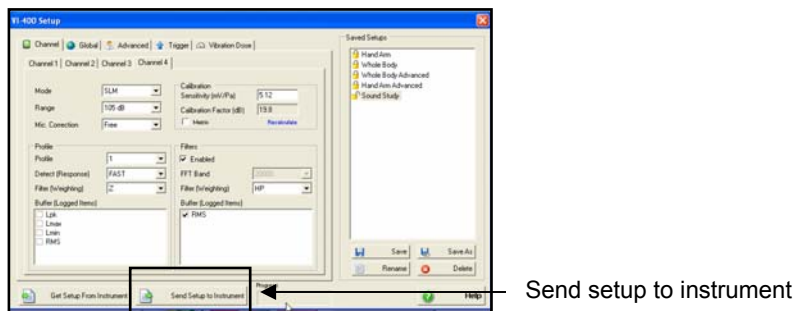 VI-400 Setup
Channel Global Advanced Trigger Vibration Dose
Channel 1 Channel 2 Channel 3 Channel 4
Mode SLM
Range 105 dB
Mic. Correction Free
Calibration
Sensitivity (mV/Pa) 5.12
Calibration Factor (dB) 19.8
Metric Recalculate
Profile
Profile 1
Detect (Response) FAST
Filter (Weighting) Z
Buffer (Logged Items)
Lpk
Lmax
Lmin
RMS
Filters
Enabled
FFT Band 20000
Filter (Weighting) HP
Buffer (Logged Items)
RMS
Saved Setups
Hand Arm
Whole Body
Whole Body Advanced
Hand Arm Advanced
Sound Study
Save Save As
Rename Delete
Get Setup From Instrument Send Setup to Instrument Progress Help
Send setup to instrument